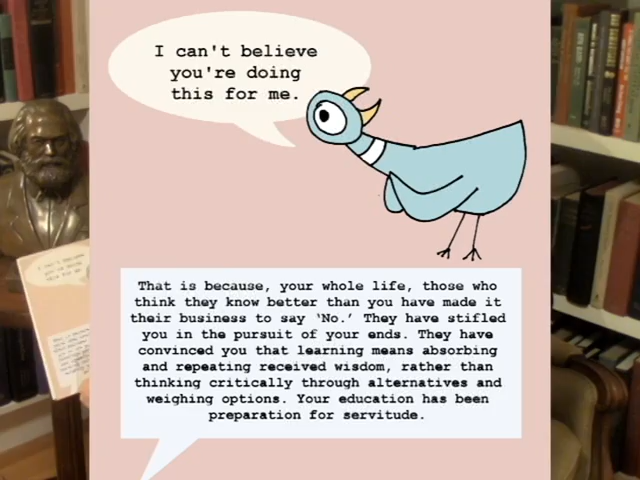 I can't believe
you're doing
this for me.
That is because, your whole life, those who
think they know better than you have made it
their business to say ‘No.’ They have stifled
you in the pursuit of your ends. They have
convinced you that learning means absorbing
and repeating received wisdom, rather than
thinking critically through alternatives and
weighing options. Your education has been
preparation for servitude.